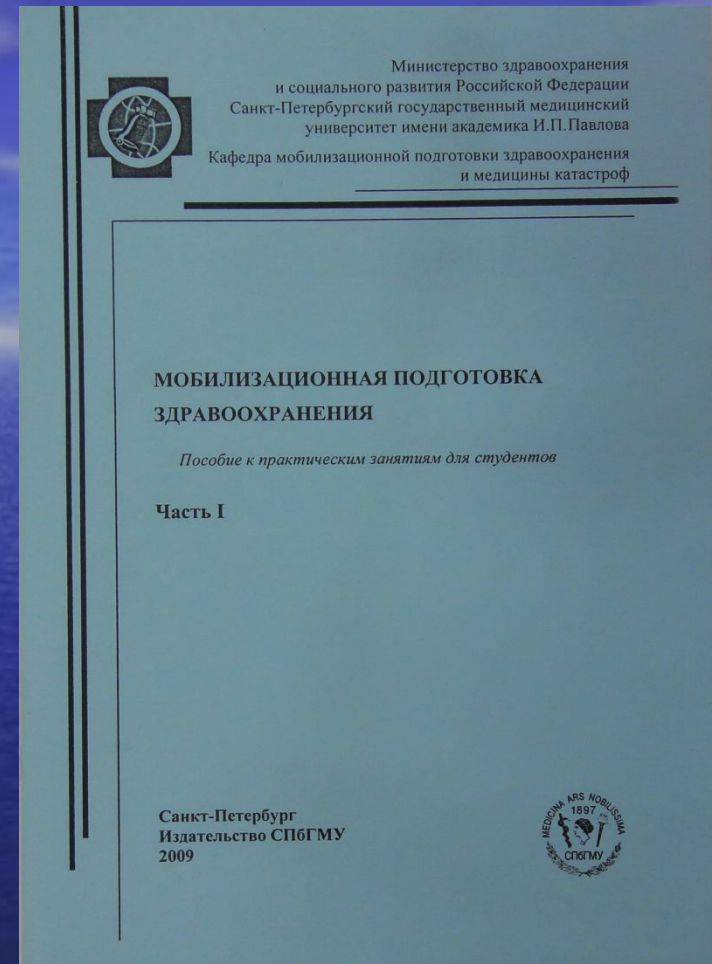 Министерство здравоохранения
и социального развития Российской Федерации
Санкт-Петербургский государственный медицинский
университет имени академика И.П.Павлова
Кафедра мобилизационной подготовки здравоохранения
и медицины катастроф
МОБИЛИЗАЦИОННАЯ ПОДГОТОВКА
ЗДРАВООХРАНЕНИЯ
Пособие к практическим занятиям для студентов
Часть I
Санкт-Петербург
Издательство СПбГМУ
2009
MEDICINA ARS NOBILISSIMA
1897
СПбГМУ